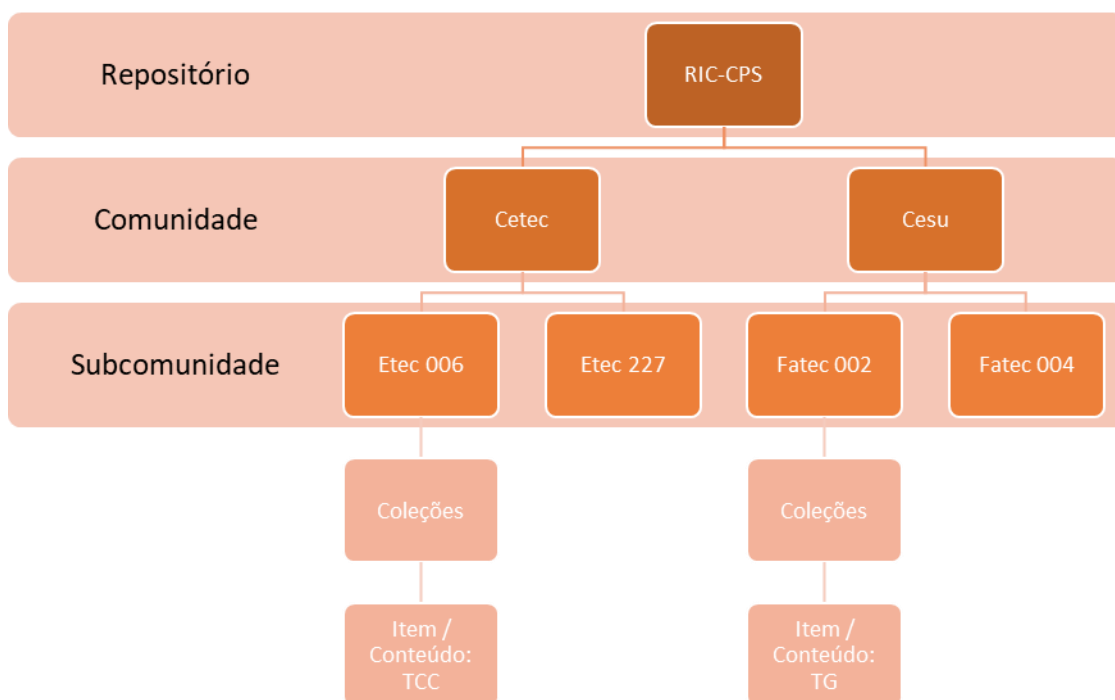 Repositório
RIC-CPS
Comunidade
Cetec
Cesu
Subcomunidade
Etec 006
Etec 227
Fatec 002
Fatec 004
Coleções
Coleções
Item /
Conteúdo:
TCC
Item /
Conteúdo:
TG